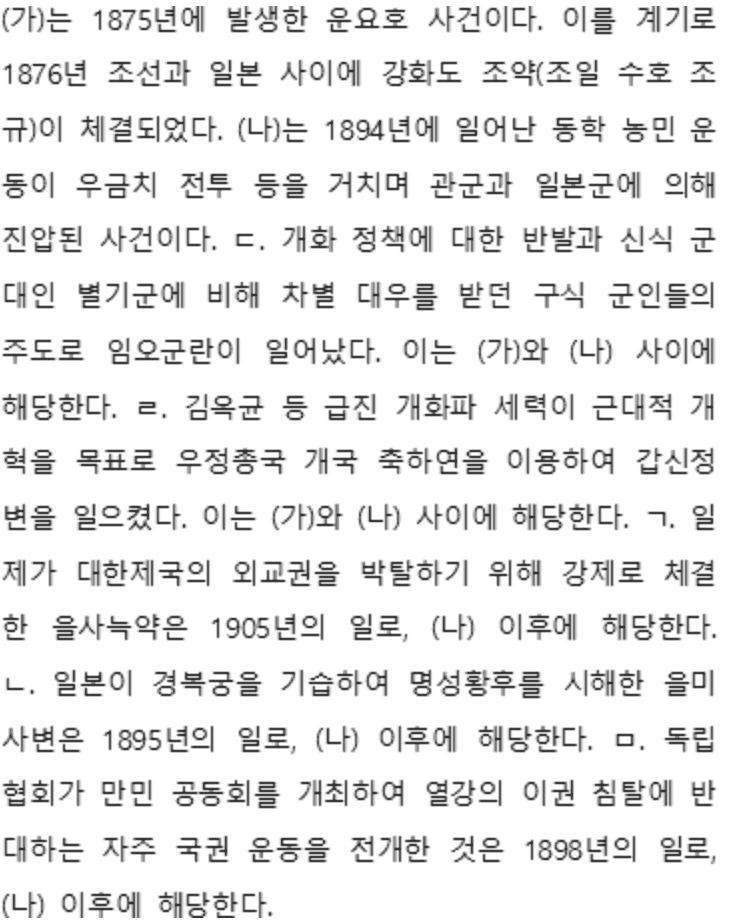 (가)는 1875년에 발생한 운요호 사건이다. 이를 계기로
1876년 조선과 일본 사이에 강화도 조약(조일 수호 조
규)이 체결되었다. (나)는 1894년에 일어난 동학 농민 운
동이 우금치 전투 등을 거치며 관군과 일본군에 의해
진압된 사건이다. ㄷ. 개화 정책에 대한 반발과 신식 군
대인 별기군에 비해 차별 대우를 받던 구식 군인들의
주도로 임오군란이 일어났다. 이는 (가)와 (나) 사이에
해당한다. ㄹ. 김옥균 등 급진 개화파 세력이 근대적 개
혁을 목표로 우정총국 개국 축하연을 이용하여 갑신정
변을 일으켰다. 이는 (가)와 (나) 사이에 해당한다. ㄱ. 일
제가 대한제국의 외교권을 박탈하기 위해 강제로 체결
한 을사늑약은 1905년의 일로, (나) 이후에 해당한다.
ㄴ. 일본이 경복궁을 기습하여 명성황후를 시해한 을미
사변은 1895년의 일로, (나) 이후에 해당한다. ㅁ. 독립
협회가 만민 공동회를 개최하여 열강의 이권 침탈에 반
대하는 자주 국권 운동을 전개한 것은 1898년의 일로,
(나) 이후에 해당한다.